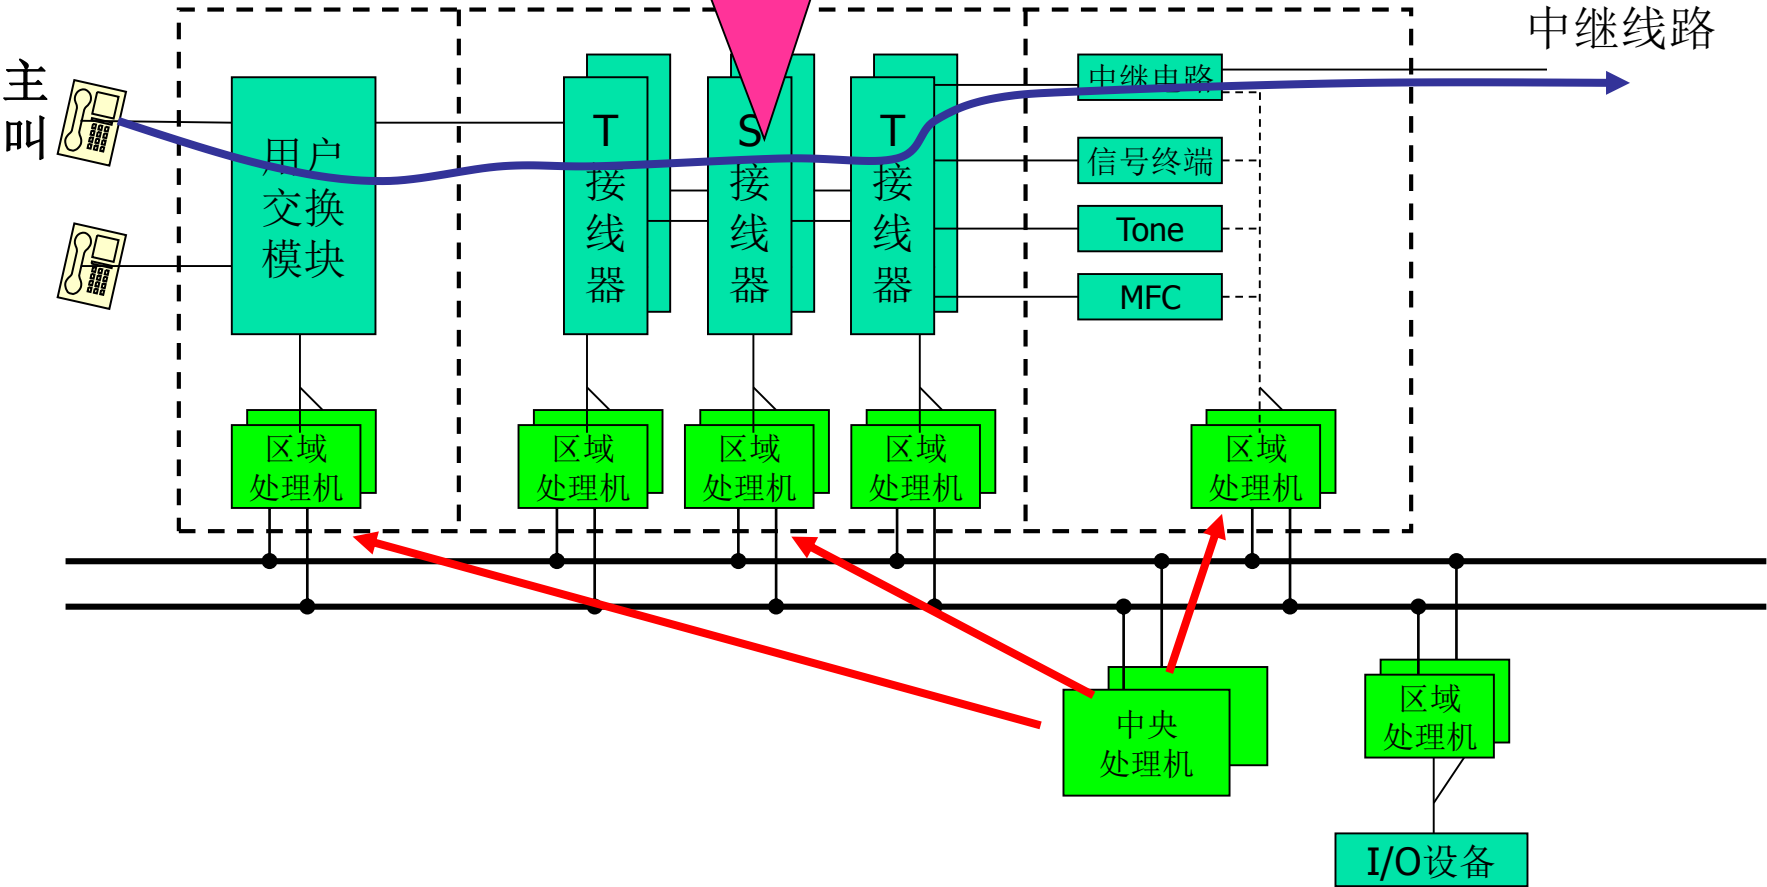 中继线路
主
叫
用户
交换
模块
T
接
线
器
S
接
线
器
T
接
线
器
中继电路
信号终端
Tone
MFC
区域
处理机
区域
处理机
区域
处理机
区域
处理机
区域
处理机
中央
处理机
区域
处理机
I/O设备